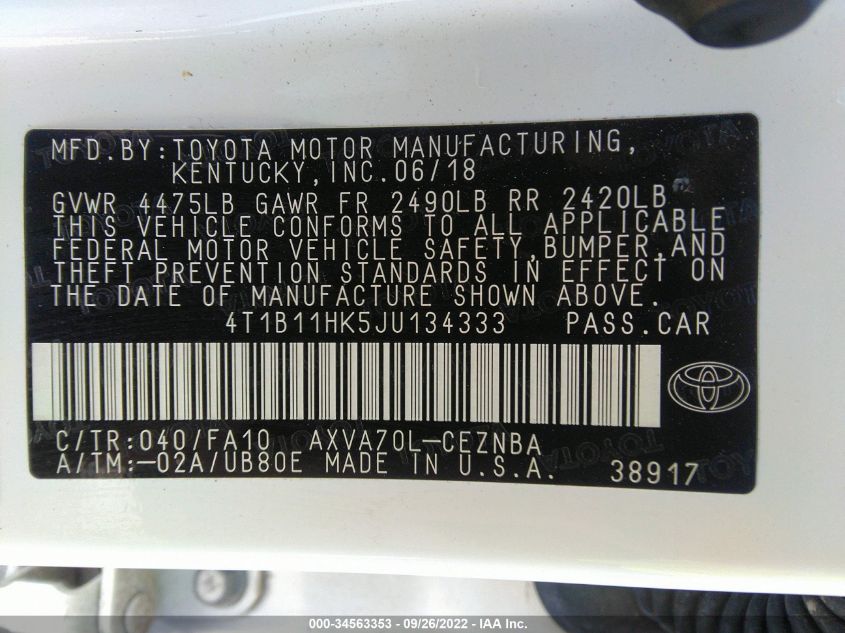 MFD.BY:TOYOTA MOTOR MANUFACTURING,
KENTUCKY,INC.06/18
GVWR 4475LB GAWR FR 2490LB RR 2420LB
THIS VEHICLE CONFORMS TO ALL APPLICABLE
FEDERAL MOTOR VEHICLE SAFETY,BUMPER,AND
THEFT PREVENTION STANDARDS IN EFFECT ON
THE DATE OF MANUFACTURE SHOWN ABOVE.
4T1B11HK5JU134333 PASS.CAR
C/TR:040/FA10 AXVA70L-CEZNBA
A/TM:-02A/UB80E MADE IN U.S.A. 38917
000-34563353 - 09/26/2022 - IAA Inc.